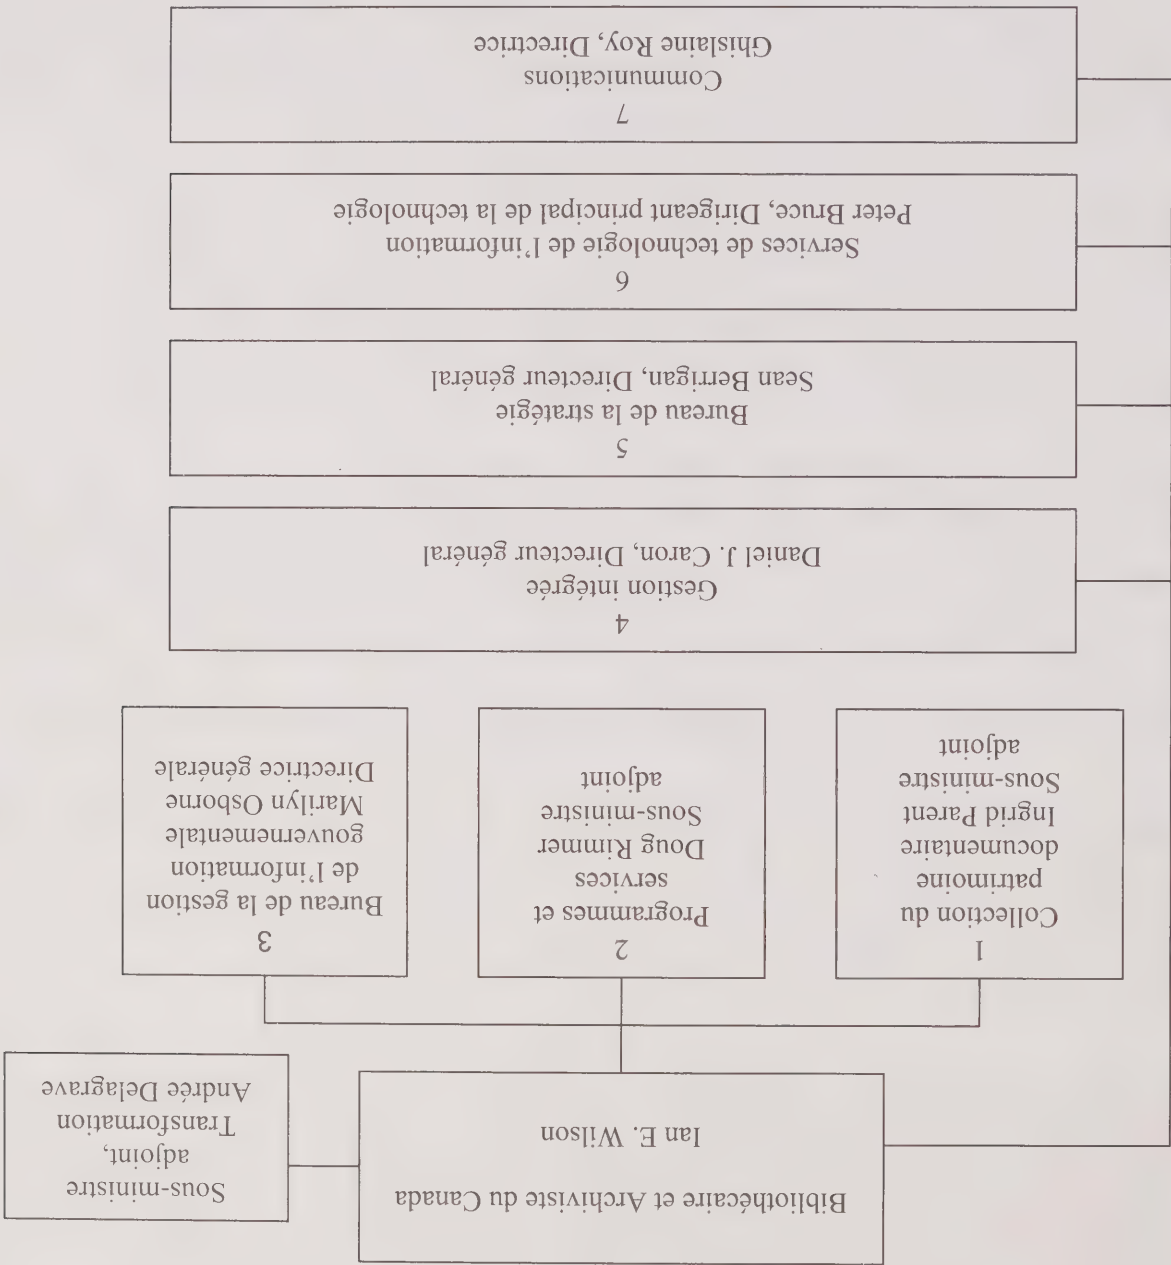 Bibliothécaire et Archiviste du Canada
Ian E. Wilson
Sous-ministre
adjoint,
Transformation
Andrée Delagrave
1
Collection du
patrimoine
documentaire
Ingrid Parent
Sous-ministre
adjoint
2
Programmes et
services
Doug Rimmer
Sous-ministre
adjoint
3
Bureau de la gestion
de l'information
gouvernementale
Marilyn Osborne
Directrice générale
4
Gestion intégrée
Daniel J. Caron, Directeur général
5
Bureau de la stratégie
Sean Berrigan, Directeur général
6
Services de technologie de l'information
Peter Bruce, Dirigeant principal de la technologie
7
Communications
Ghislaine Roy, Directrice